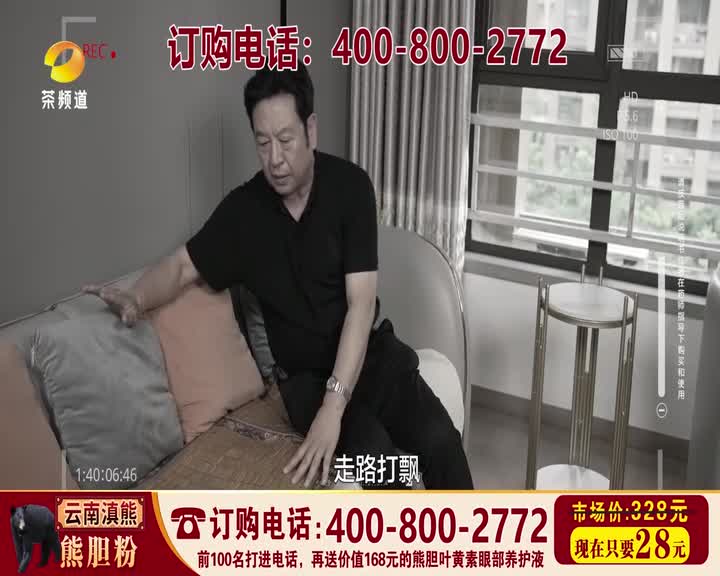 订购电话：400-800-2772
REC
茶频道
HD
ISO 100
1:40:06:46
走路打飘
云南滇熊
熊胆粉
订购电话:400-800-2772
前100名打进电话，再送价值168元的熊胆叶黄素眼部养护液
市场价:328元
现在只要28元